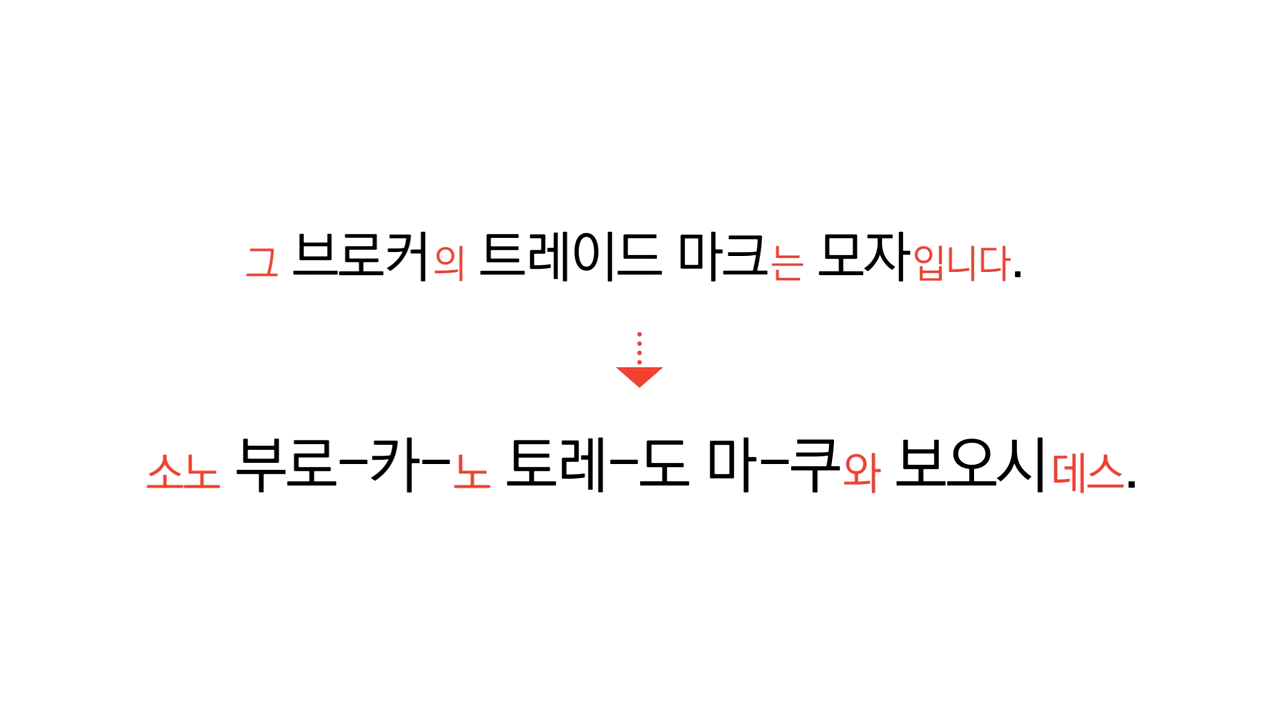 그 브로커의 트레이드 마크는 모자입니다.
소노 부로-카-노 토레-도 마-쿠와 보오시데스.